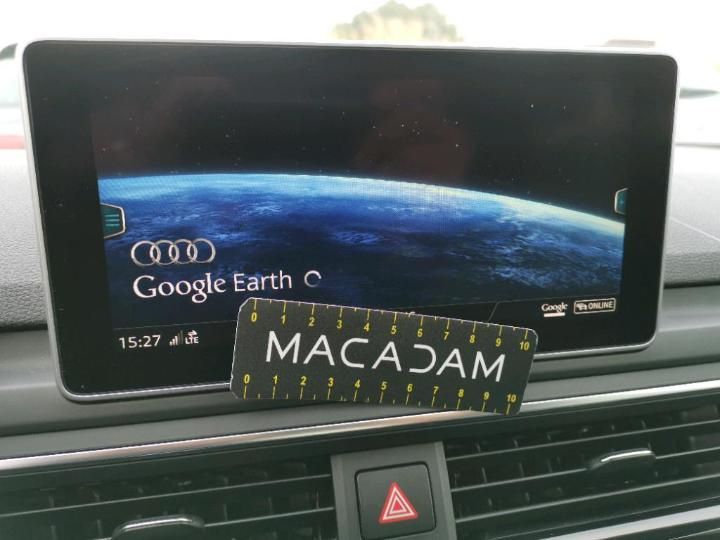 Google Earth
Google
ONLINE
15:27 LTE
0 1 2 3 4 5 6 7 8 9 10
MACADAM
0 1 2 3 4 5 6 7 8 9 10